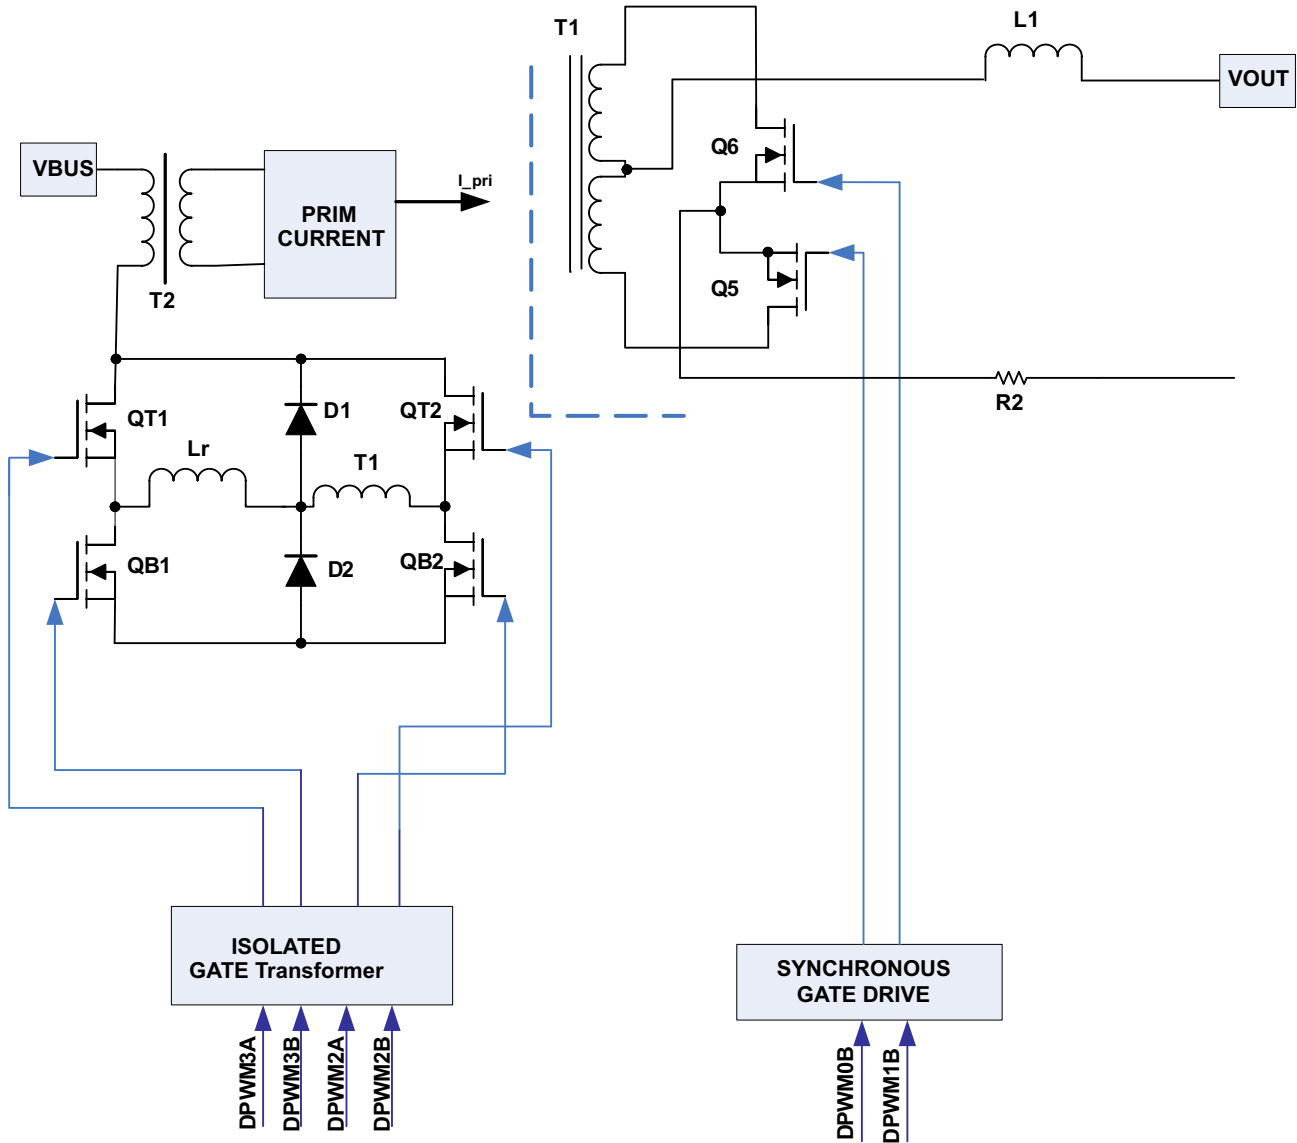 T1
L1
VOUT
VBUS
Q6
I_pri
PRIM
CURRENT
T2
Q5
R2
QT1
D1
QT2
Lr
T1
QB1
D2
QB2
ISOLATED
GATE Transformer
SYNCHRONOUS
GATE DRIVE
DPWM3A
DPWM3B
DPWM2A
DPWM2B
DPWM0B
DPWM1B